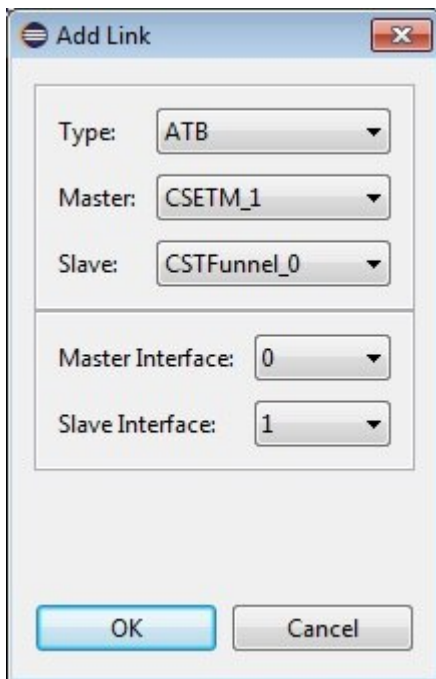 Add Link
Type: ATB
Master: CSETM_1
Slave: CSTFunnel_0
Master Interface: 0
Slave Interface: 1
OK Cancel